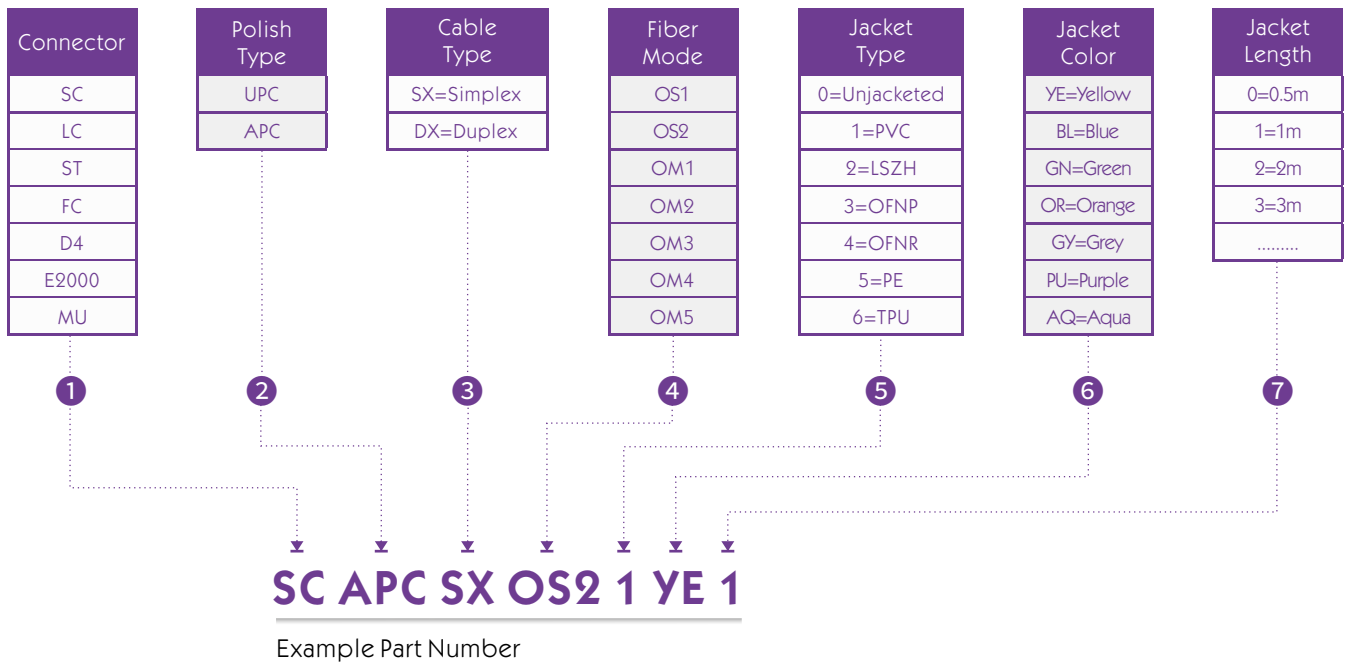 Connector
SC
LC
ST
FC
D4
E2000
MU
Polish
Type
UPC
APC
Cable
Type
SX=Simplex
DX=Duplex
Fiber
Mode
OS1
OS2
OM1
OM2
OM3
OM4
OM5
Jacket
Type
0=Unjacketed
1=PVC
2=LSZH
3=OFNP
4=OFNR
5=PE
6=TPU
Jacket
Color
YE=Yellow
BL=Blue
GN=Green
OR=Orange
GY=Grey
PU=Purple
AQ=Aqua
Jacket
Length
0=0.5m
1=1m
2=2m
3=3m
.........
1 2 3 4 5 6 7
SC APC SX OS2 1 YE 1
Example Part Number